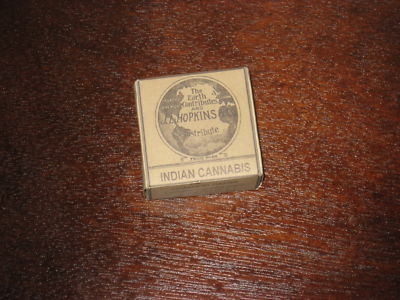 The
Earth
Contributes
AND
J.L. HOPKINS
Distribute
INDIAN CANNABIS